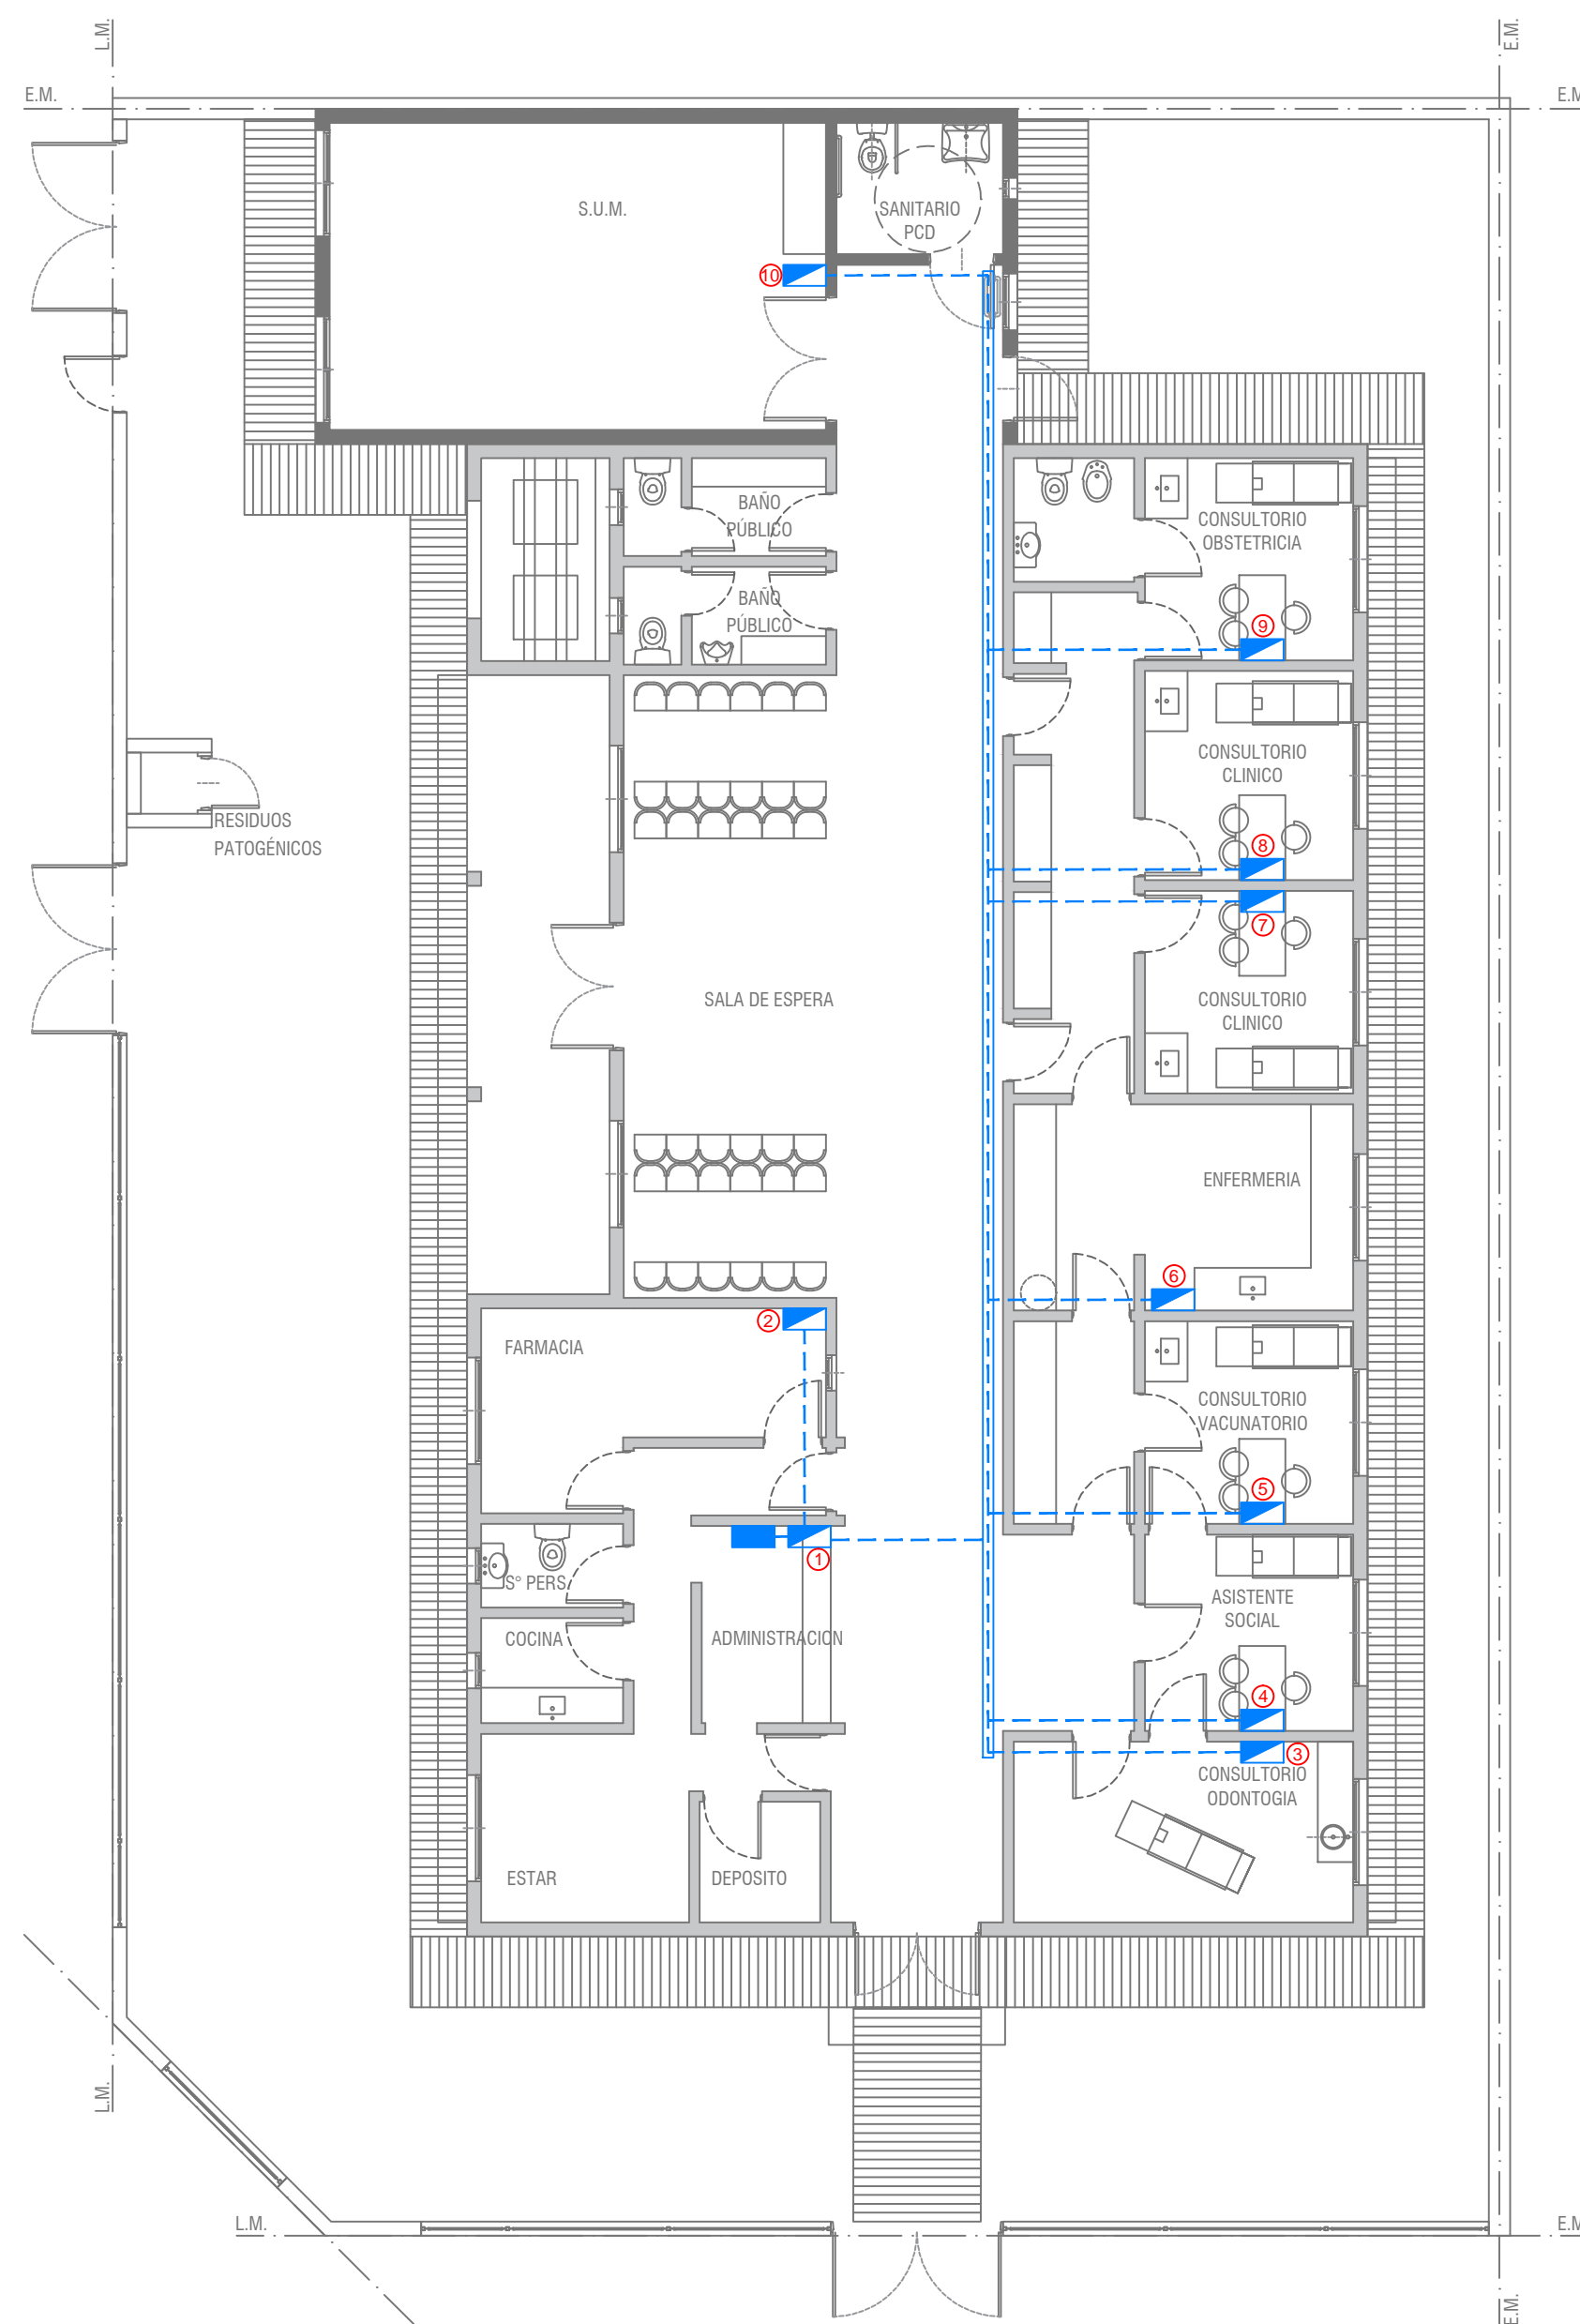 L.M.
E.M.
E.M.
E.M
S.U.M.
SANITARIO
PCD
10
BAÑO
PÚBLICO
CONSULTORIO
OBSTETRICIA
BAÑO
PÚBLICO
9
CONSULTORIO
CLINICO
RESIDUOS
PATOGÉNICOS
8
7
SALA DE ESPERA
CONSULTORIO
CLINICO
ENFERMERIA
6
2
FARMACIA
CONSULTORIO
VACUNATORIO
5
1
S° PERS.
COCINA
ADMINISTRACION
ASISTENTE
SOCIAL
4
3
CONSULTORIO
ODONTOGIA
ESTAR
DEPOSITO
L.M.
L.M.
E.M
E.M.